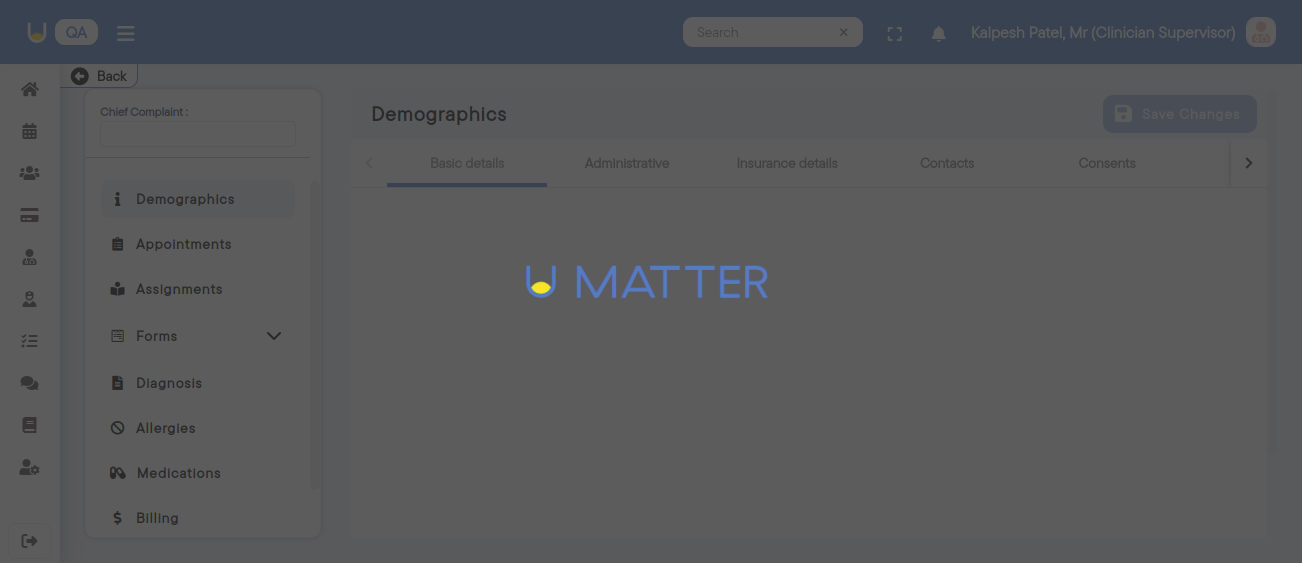 QA
Search
Kalpesh Patel, Mr (Clinician Supervisor)
Back
Chief Complaint :
Demographics
Appointments
Assignments
Forms
Diagnosis
Allergies
Medications
Billing
Demographics
Save Changes
Basic details
Administrative
Insurance details
Contacts
Consents
U MATTER